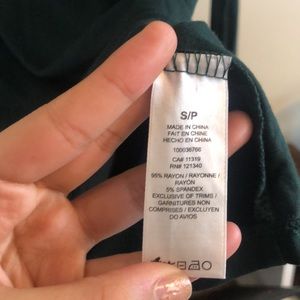 S/P
MADE IN CHINA
FAIT EN CHINE
HECHO EN CHINA
100036766
CA# 11319
RN# 121340
95% RAYON / RAYONNE /
RAYÓN
5% SPANDEX
EXCLUSIVE OF TRIMS /
GARNITURES NON
COMPRISES / EXCLUYEN
DO AVIOS